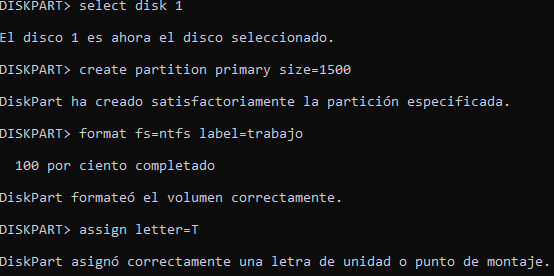 DISKPART> select disk 1
El disco 1 es ahora el disco seleccionado.
DISKPART> create partition primary size=1500
DiskPart ha creado satisfactoriamente la partición especificada.
DISKPART> format fs=ntfs label=trabajo
100 por ciento completado
DiskPart formateó el volumen correctamente.
DISKPART> assign letter=T
DiskPart asignó correctamente una letra de unidad o punto de montaje.